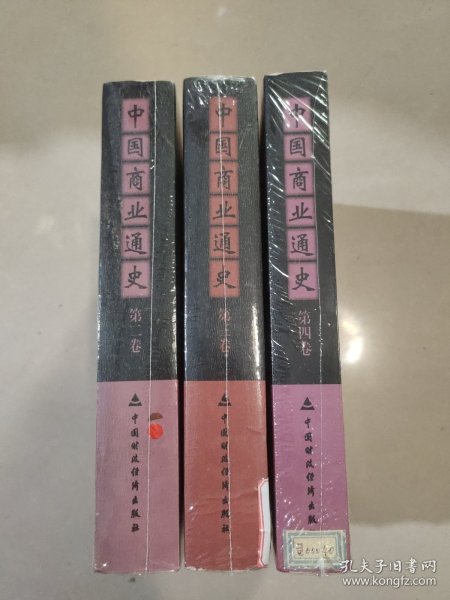 中国商业通史
第一卷
中国财政经济出版社
中国商业通史
卷
中国财政经济出版社
中国商业通史
第四卷
中国财政经济出版
孔夫子旧书网
www.kongfz.com